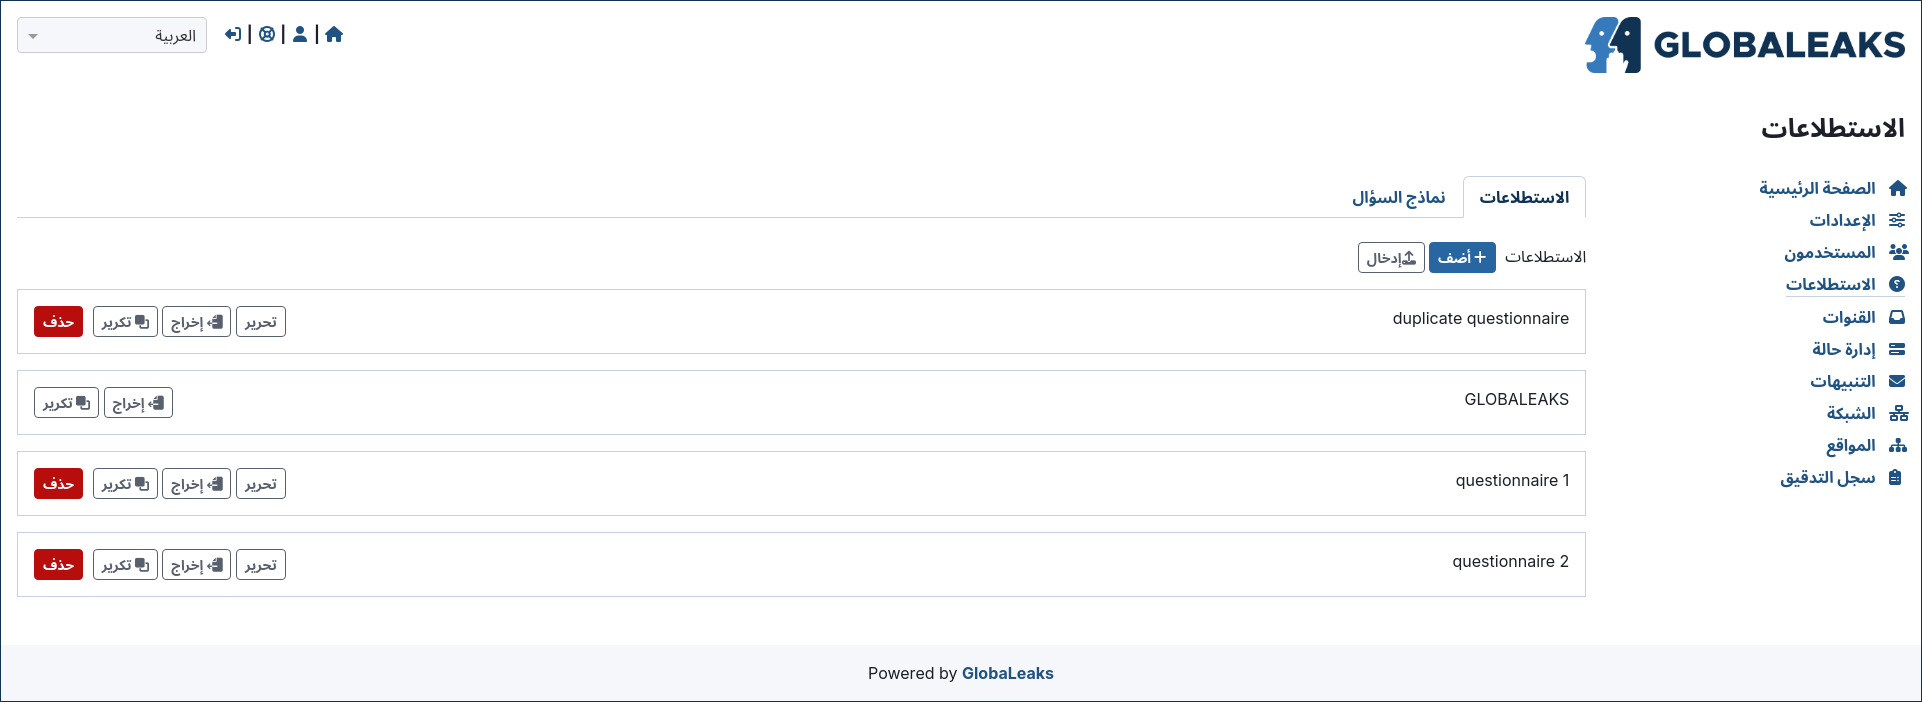 GLOBALEAKS
العربية
الاستطلاعات
الصفحة الرئيسية
الإعدادات
المستخدمون
الاستطلاعات
القنوات
إدارة حالة
التنبيهات
الشبكة
المواقع
سجل التدقيق
الاستطلاعات نماذج السؤال
الاستطلاعات أضف إدخال
duplicate questionnaire تحرير إخراج تكرير حذف
GLOBALEAKS إخراج تكرير
questionnaire 1 تحرير إخراج تكرير حذف
questionnaire 2 تحرير إخراج تكرير حذف
Powered by GlobaLeaks